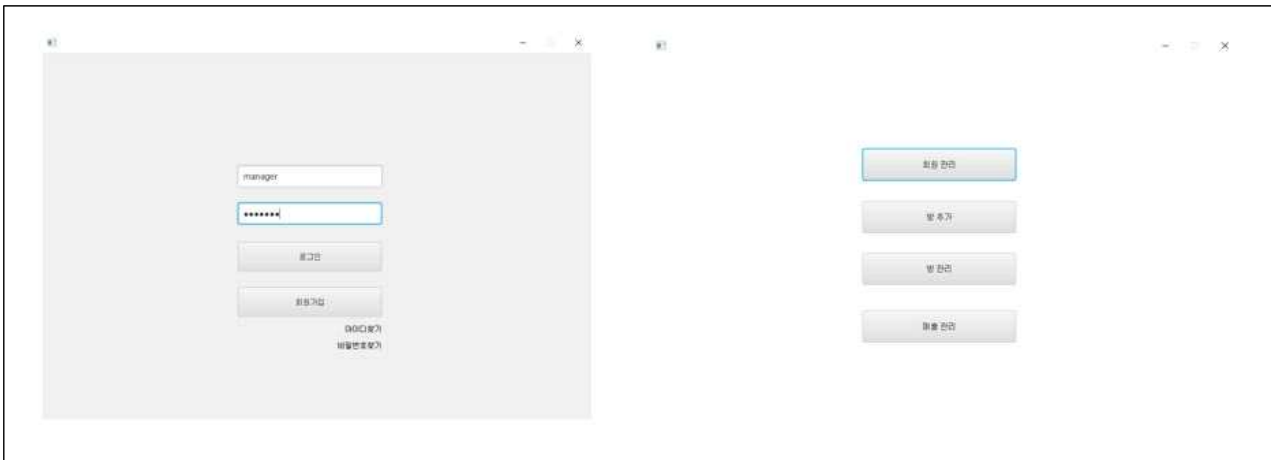 manager
로그인
회원가입
아이디찾기
비밀번호찾기
회원 관리
방 추가
방 관리
매출 관리